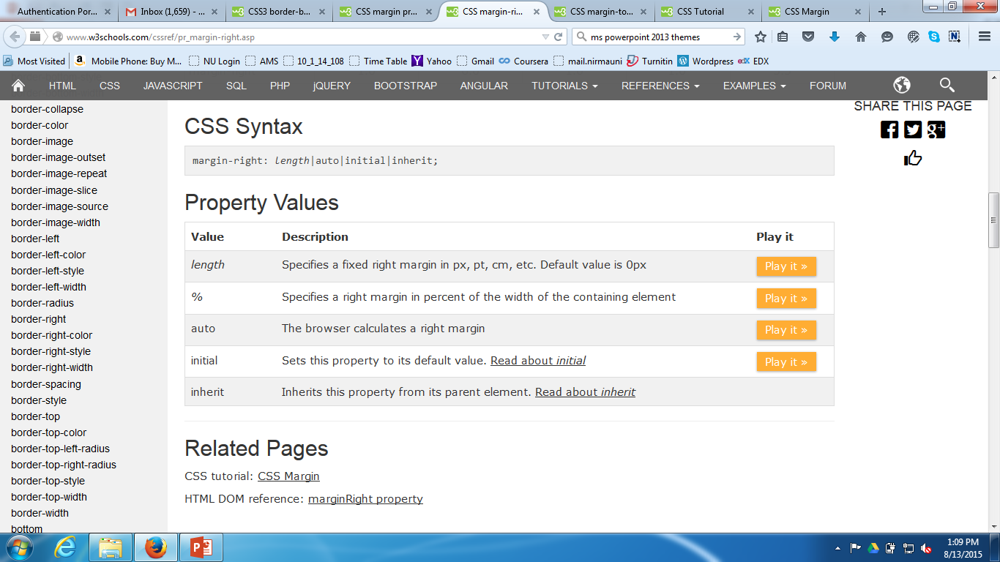 Authentication Por...
Inbox (1,659) - ...
CSS3 border-b...
CSS margin pr...
CSS margin-ri...
CSS margin-to...
CSS Tutorial
CSS Margin
www.w3schools.com/cssref/pr_margin-right.asp
ms powerpoint 2013 themes
Most Visited
Mobile Phone: Buy M...
NU Login
AMS
10_1_14_108
Time Table
Yahoo
Gmail
Coursera
mail.nirmauni
Turnitin
Wordpress
EDX
HTML CSS JAVASCRIPT SQL PHP jQUERY BOOTSTRAP ANGULAR TUTORIALS REFERENCES EXAMPLES FORUM
border-collapse
border-color
border-image
border-image-outset
border-image-repeat
border-image-slice
border-image-source
border-image-width
border-left
border-left-color
border-left-style
border-left-width
border-radius
border-right
border-right-color
border-right-style
border-right-width
border-spacing
border-style
border-top
border-top-color
border-top-left-radius
border-top-right-radius
border-top-style
border-top-width
border-width
bottom
CSS Syntax
margin-right: length|auto|initial|inherit;
Property Values
Value Description Play it
length Specifies a fixed right margin in px, pt, cm, etc. Default value is 0px Play it »
% Specifies a right margin in percent of the width of the containing element Play it »
auto The browser calculates a right margin Play it »
initial Sets this property to its default value. Read about initial Play it »
inherit Inherits this property from its parent element. Read about inherit
Related Pages
CSS tutorial: CSS Margin
HTML DOM reference: marginRight property
SHARE THIS PAGE
1:09 PM
8/13/2015